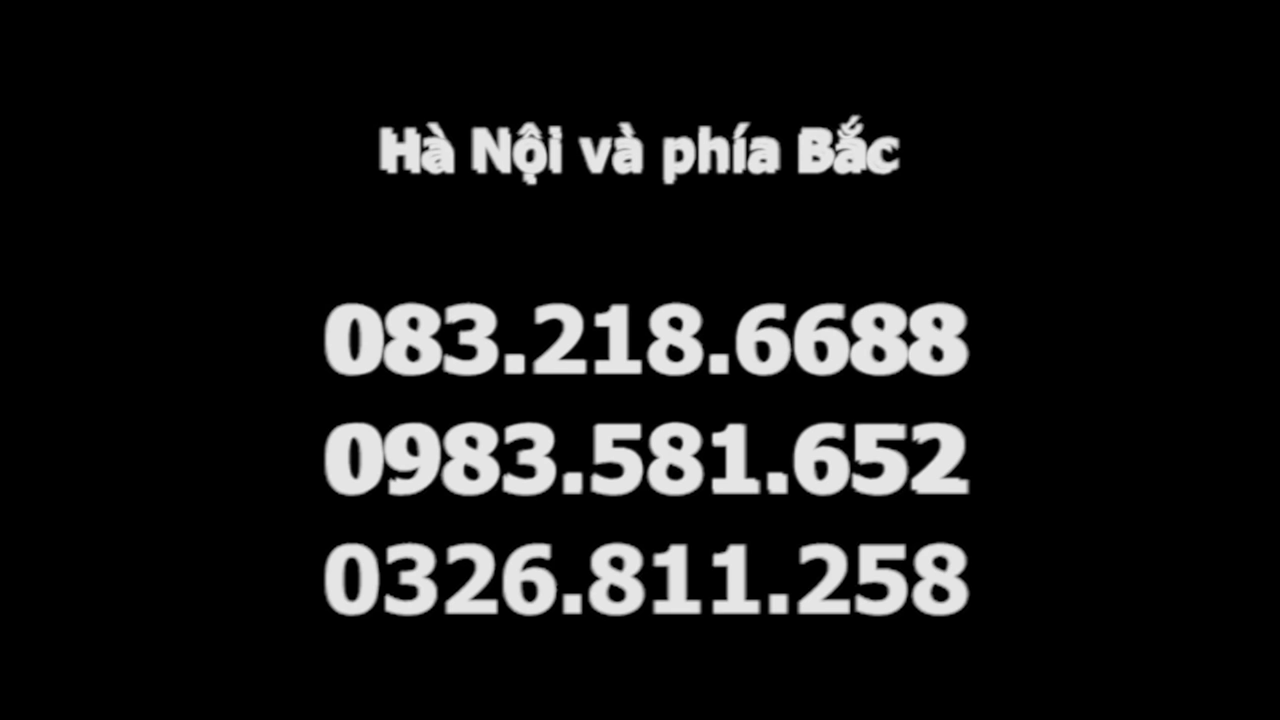 Hà Nội và phía Bắc
083.218.6688
0983.581.652
0326.811.258